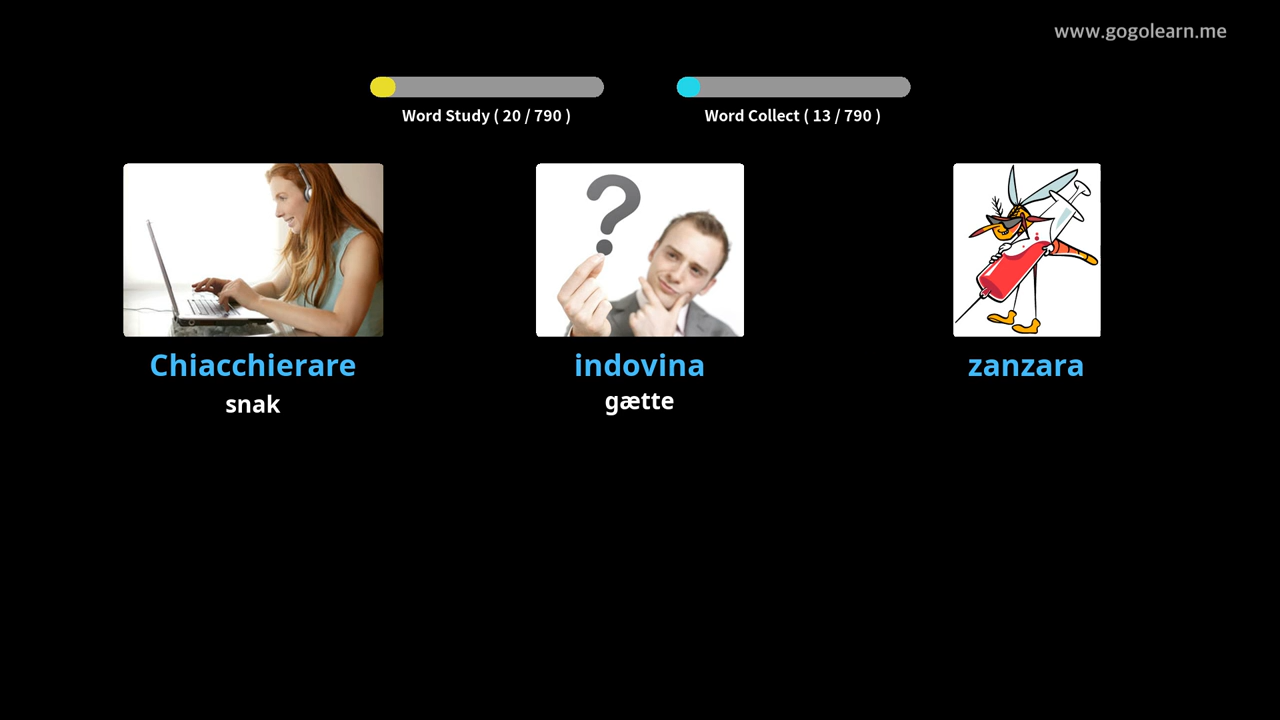 www.gogolearn.me
Word Study ( 20 / 790 )
Word Collect ( 13 / 790 )
Chiacchierare
snak
indovina
gætte
zanzara